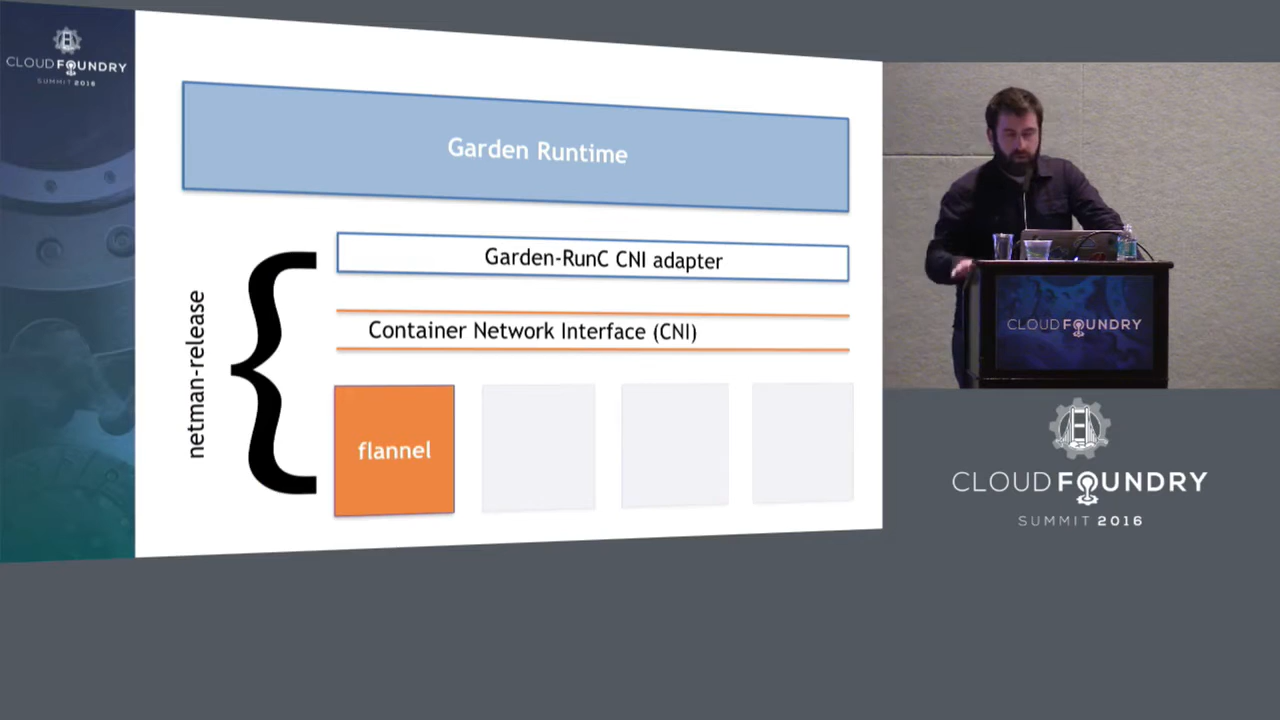 CLOUD FOUNDRY
SUMMIT 2016
Garden Runtime
Garden-RunC CNI adapter
netman-release
Container Network Interface (CNI)
flannel
CLOUD FOUNDRY
CLOUD FOUNDRY
SUMMIT 2016